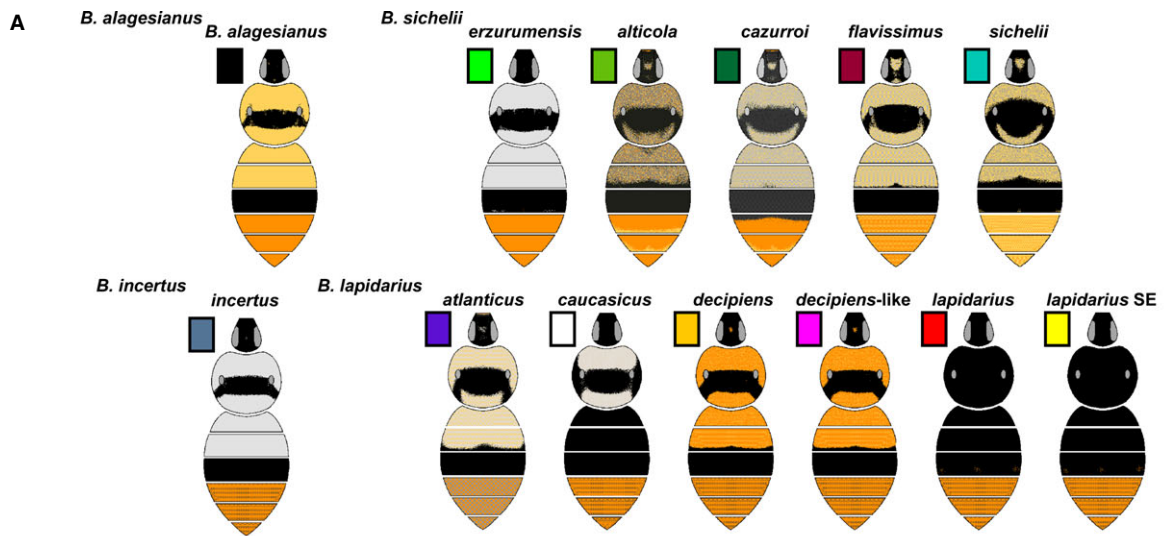 A
B. alagesianus
B. sichelii
B. alagesianus
erzurumensis
alticola
cazurroi
flavissimus
sichelii
B. incertus
B. lapidarius
incertus
atlanticus
caucasicus
decipiens
decipiens-like
lapidarius
lapidarius SE